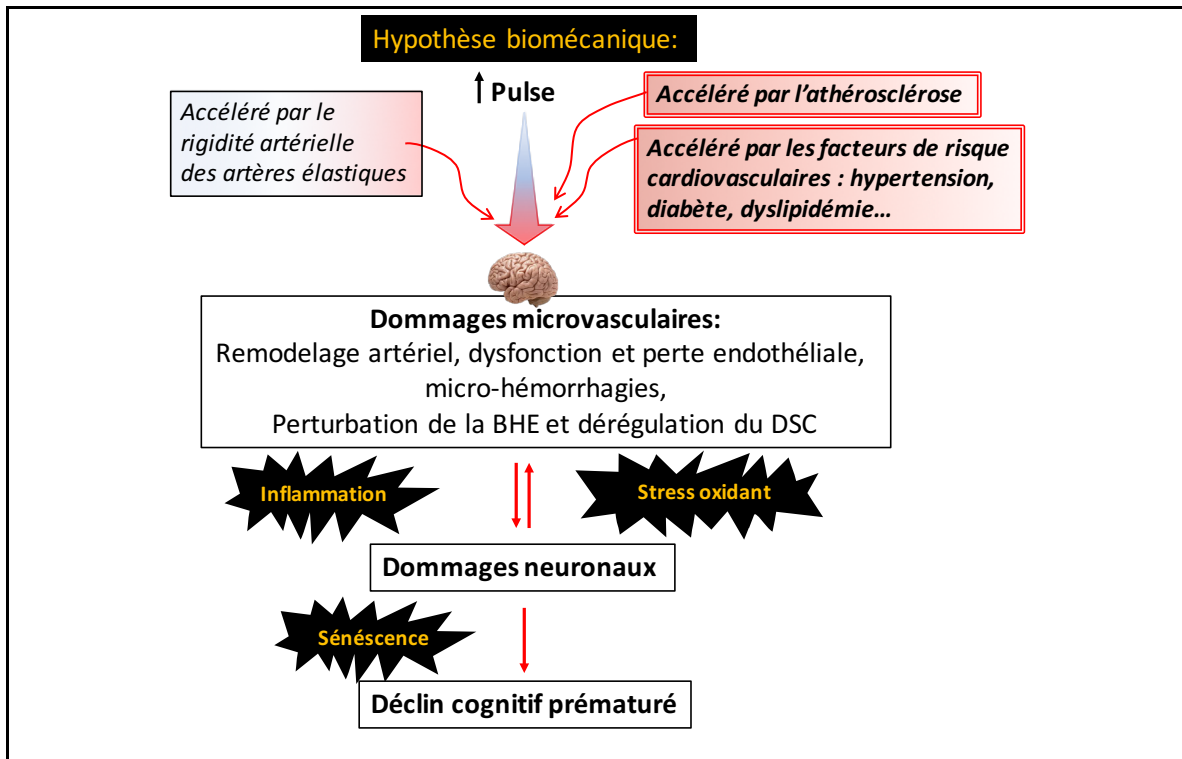 Hypothèse biomécanique:
Pulse
Accéléré par le
rigidité artérielle
des artères élastiques
Accéléré par l’athérosclérose
Accéléré par les facteurs de risque
cardiovasculaires : hypertension,
diabète, dyslipidémie…
Dommages microvasculaires:
Remodelage artériel, dysfonction et perte endothéliale,
micro-hémorrhagies,
Perturbation de la BHE et dérégulation du DSC
Inflammation
Stress oxidant
Dommages neuronaux
Sénéscence
Déclin cognitif prématuré